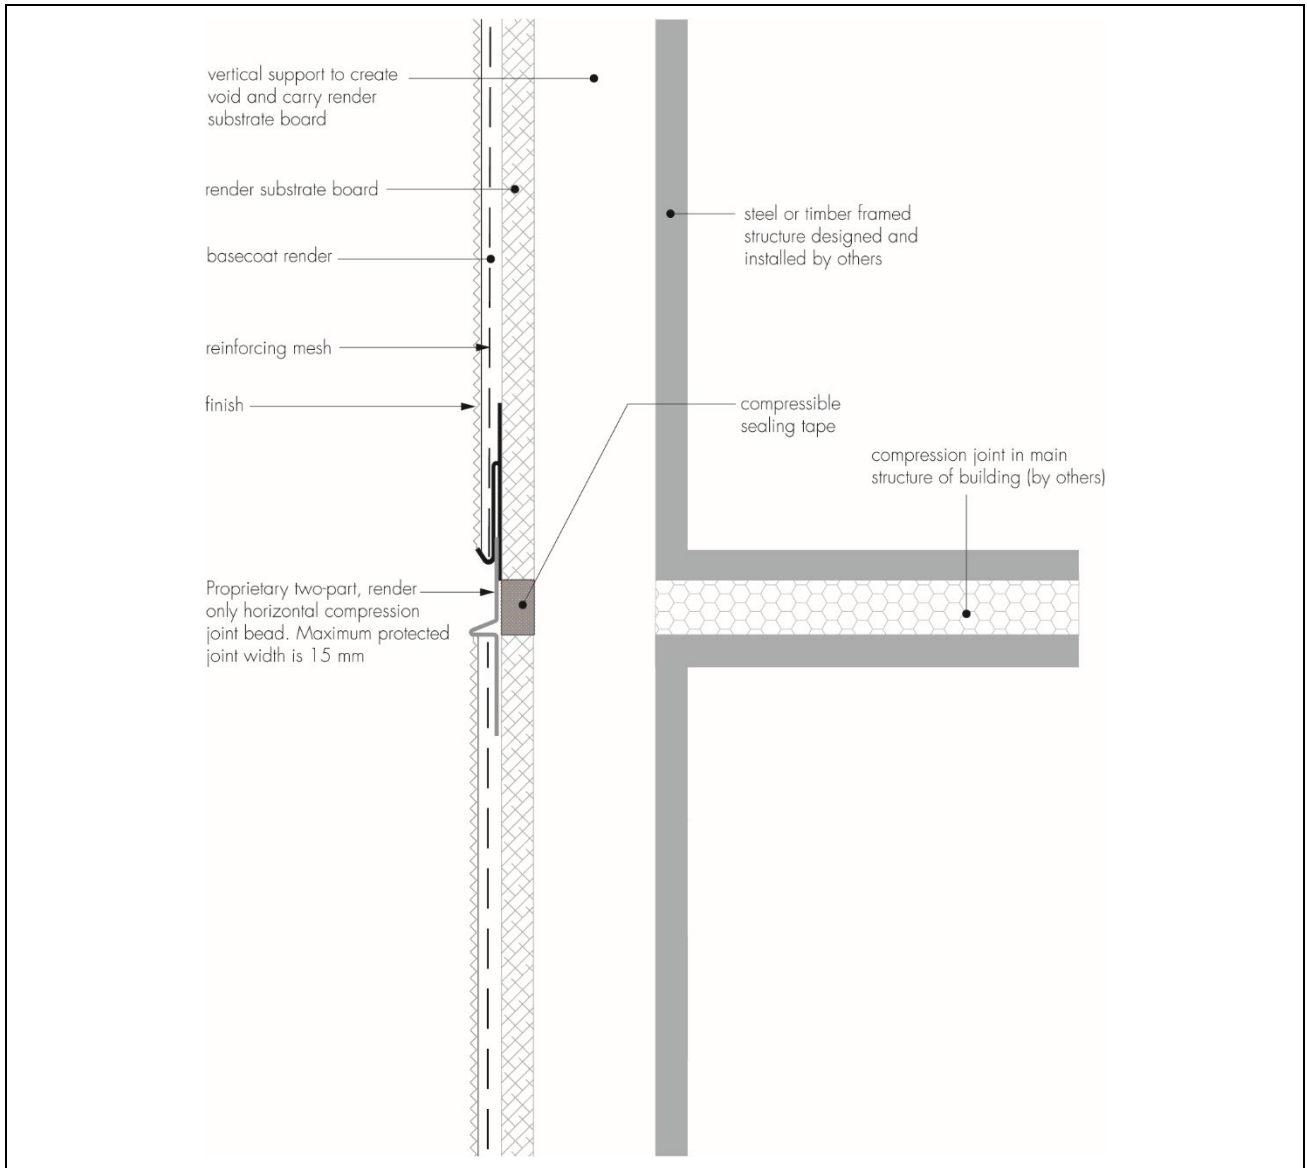 vertical support to create
void and carry render
substrate board
render substrate board
basecoat render
reinforcing mesh
finish
Proprietary two-part, render
only horizontal compression
joint bead. Maximum protected
joint width is 15 mm
steel or timber framed
structure designed and
installed by others
compressible
sealing tape
compression joint in main
structure of building (by others)